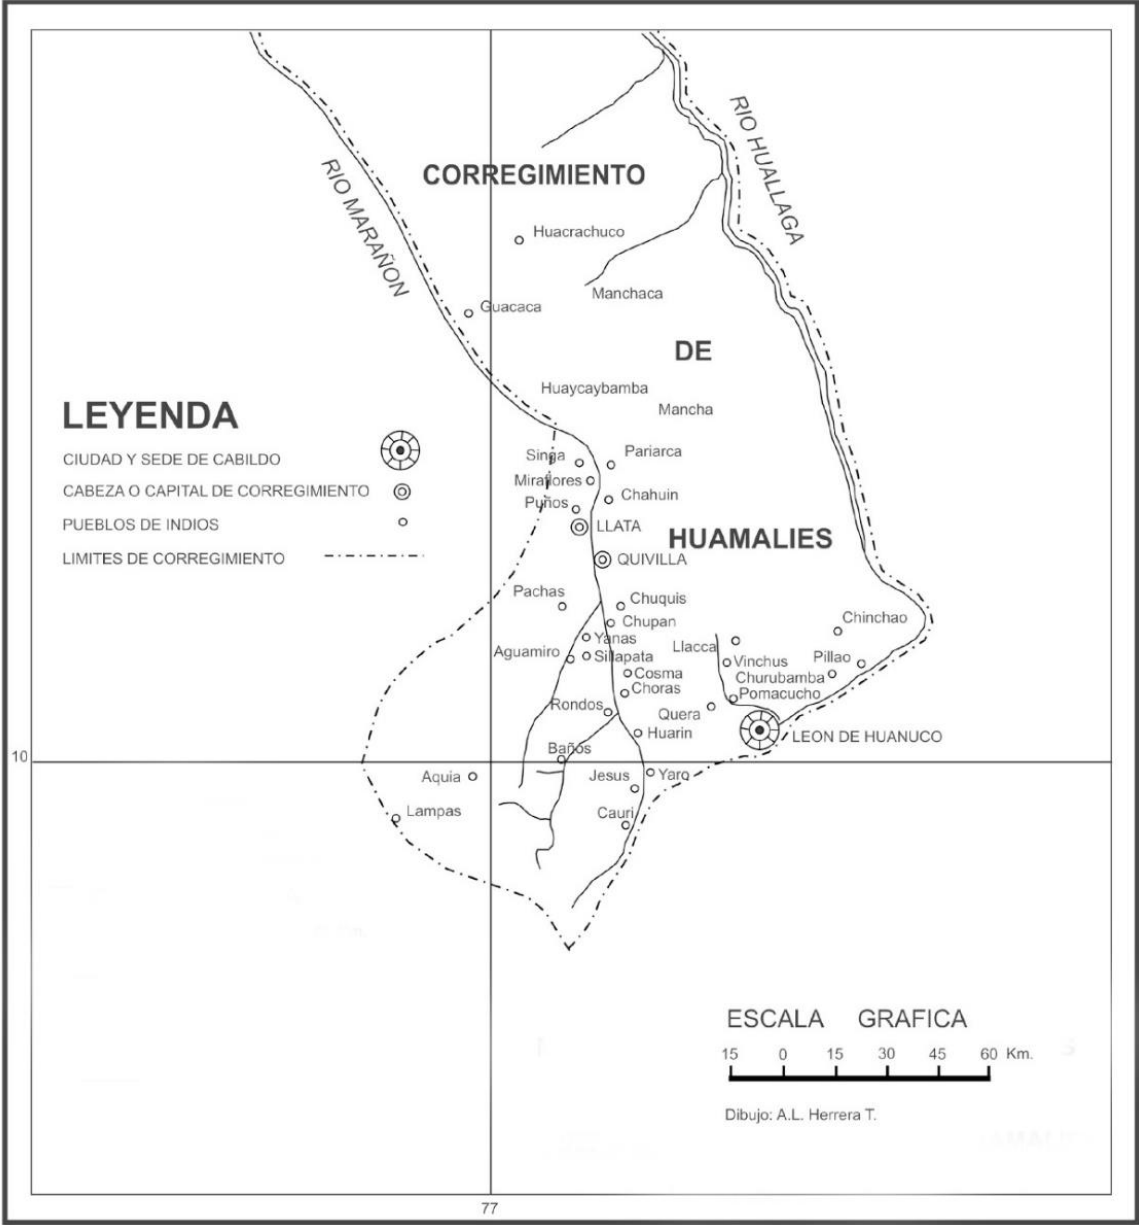 RIO HUALLAGA
RIO MARAÑON
CORREGIMIENTO
Huacrachuco
Manchaca
Guacaca
DE
Huaycaybamba
Mancha
LEYENDA
CIUDAD Y SEDE DE CABILDO
CABEZA O CAPITAL DE CORREGIMIENTO
PUEBLOS DE INDIOS
LIMITES DE CORREGIMIENTO
Singa
Pariarca
Miraflores
Chahuin
Puños
LLATA
HUAMALIES
QUIVILLA
Pachas
Chuquis
Chupan
Chinchao
Yanas
Llacca
Aguamiro
Sillapata
Vinchus
Pillao
Cosma
Churubamba
Choras
Pomacucho
Rondos
Quera
Huarin
LEON DE HUANUCO
Baños
10
Aquia
Jesus
Yaro
Lampas
Cauri
ESCALA GRAFICA
15 0 15 30 45 60 Km.
Dibujo: A.L. Herrera T.
77